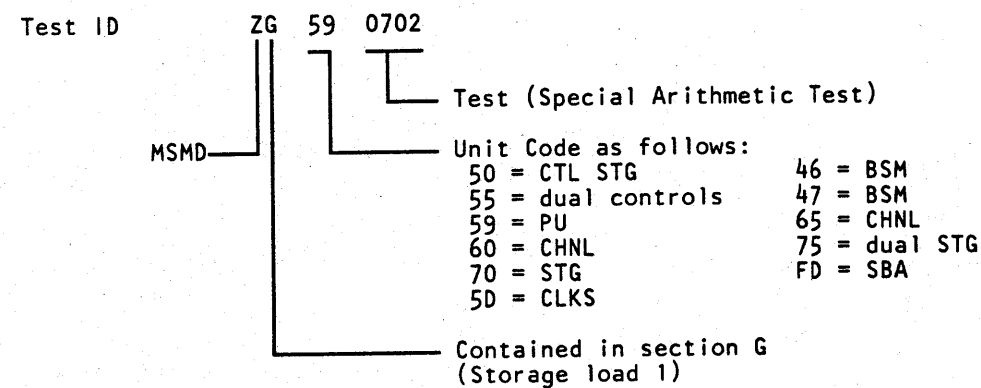 Test ID ZG 59 0702
Test (Special Arithmetic Test)
MSMD
Unit Code as follows:
50 = CTL STG 46 = BSM
55 = dual controls 47 = BSM
59 = PU 65 = CHNL
60 = CHNL 75 = dual STG
70 = STG FD = SBA
5D = CLKS
Contained in section G
(Storage load 1)